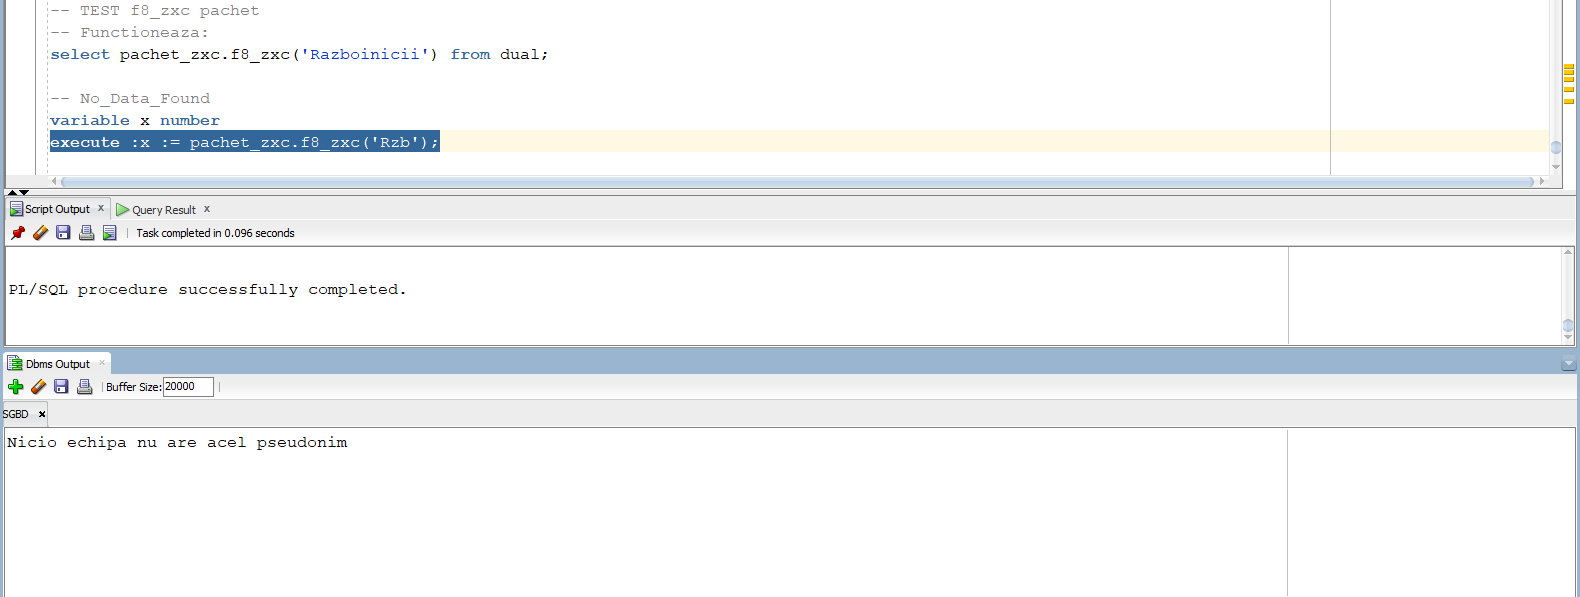 -- TEST f8_zxc pachet
-- Functioneaza:
select pachet_zxc.f8_zxc('Razboinicii') from dual;
-- No_Data_Found
variable x number
execute :x := pachet_zxc.f8_zxc('Rzb');
Script Output x Query Result x
Task completed in 0.096 seconds
PL/SQL procedure successfully completed.
Dbms Output x
Buffer Size: 20000
SGBD x
Nicio echipa nu are acel pseudonim